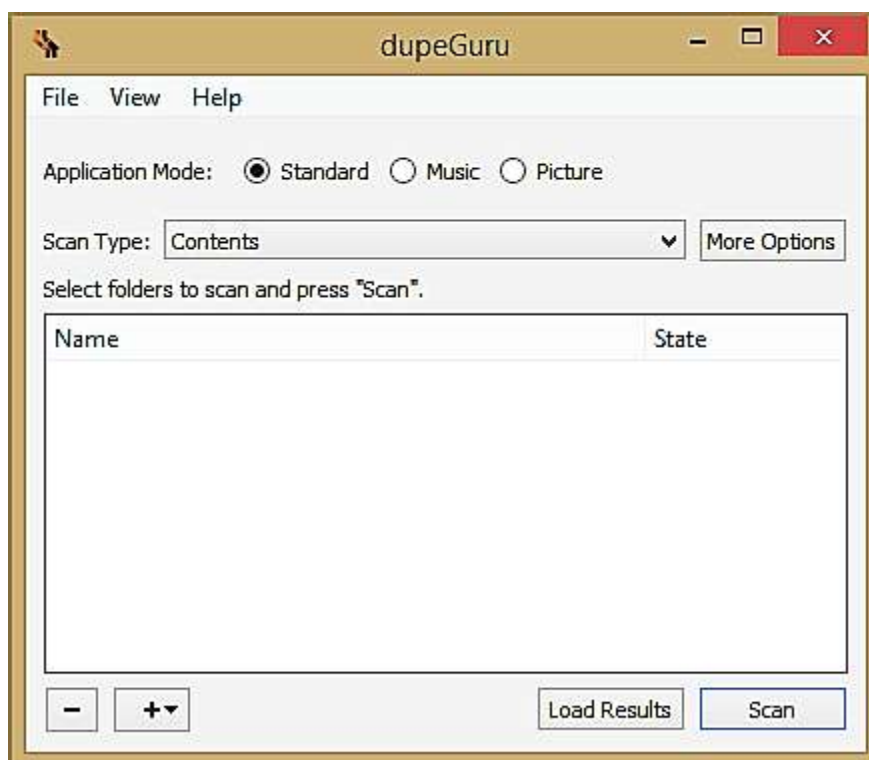 dupeGuru
File View Help
Application Mode: Standard Music Picture
Scan Type: Contents More Options
Select folders to scan and press "Scan".
Name State
Load Results Scan